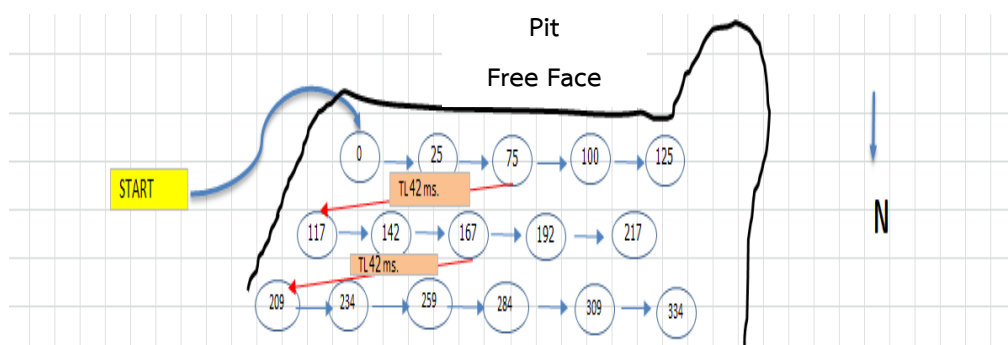 Pit
Free Face
0 25 75 100 125
START
TL42 ms.
117 142 167 192 217
N
TL42 ms.
209 234 259 284 309 334